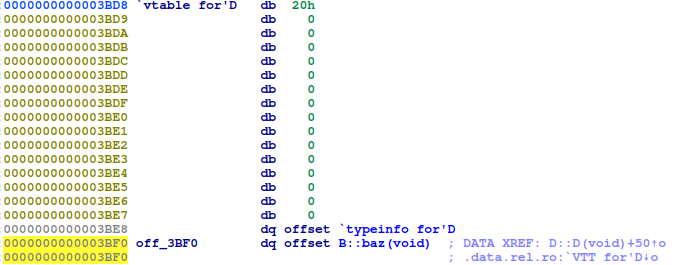 :0000000000003BD8 `vtable for'D db 20h
:0000000000003BD9 db 0
:0000000000003BDA db 0
:0000000000003BDB db 0
:0000000000003BDC db 0
:0000000000003BDD db 0
:0000000000003BDE db 0
:0000000000003BDF db 0
:0000000000003BE0 db 0
:0000000000003BE1 db 0
:0000000000003BE2 db 0
:0000000000003BE3 db 0
:0000000000003BE4 db 0
:0000000000003BE5 db 0
:0000000000003BE6 db 0
:0000000000003BE7 db 0
:0000000000003BE8 dq offset `typeinfo for'D
:0000000000003BF0 off_3BF0 dq offset B::baz(void) ; DATA XREF: D::D(void)+50↑o
:0000000000003BF0 ; .data.rel.ro:`VTT for'D↓o